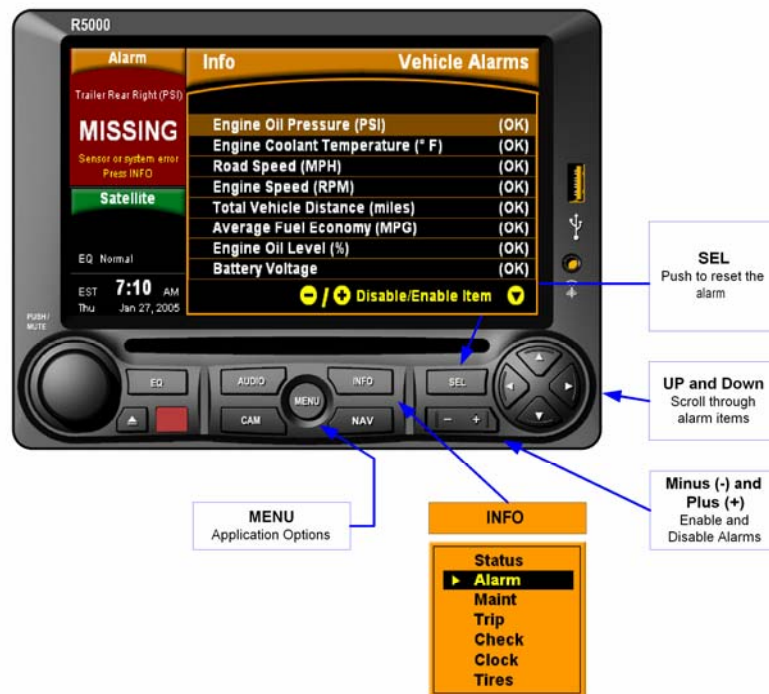 R5000
Alarm
Trailer Rear Right (PSI)
MISSING
Sensor or system error
Press INFO
Satellite
EQ Normal
EST 7:10 AM
Thu Jan 27, 2005
Info Vehicle Alarms
Engine Oil Pressure (PSI) (OK)
Engine Coolant Temperature (° F) (OK)
Road Speed (MPH) (OK)
Engine Speed (RPM) (OK)
Total Vehicle Distance (miles) (OK)
Average Fuel Economy (MPG) (OK)
Engine Oil Level (%) (OK)
Battery Voltage (OK)
- / + Disable/Enable Item
PUSH/
MUTE
EQ
AUDIO
INFO
SEL
MENU
CAM
NAV
- +
SEL
Push to reset the
alarm
UP and Down
Scroll through
alarm items
Minus (-) and
Plus (+)
Enable and
Disable Alarms
MENU
Application Options
INFO
Status
Alarm
Maint
Trip
Check
Clock
Tires